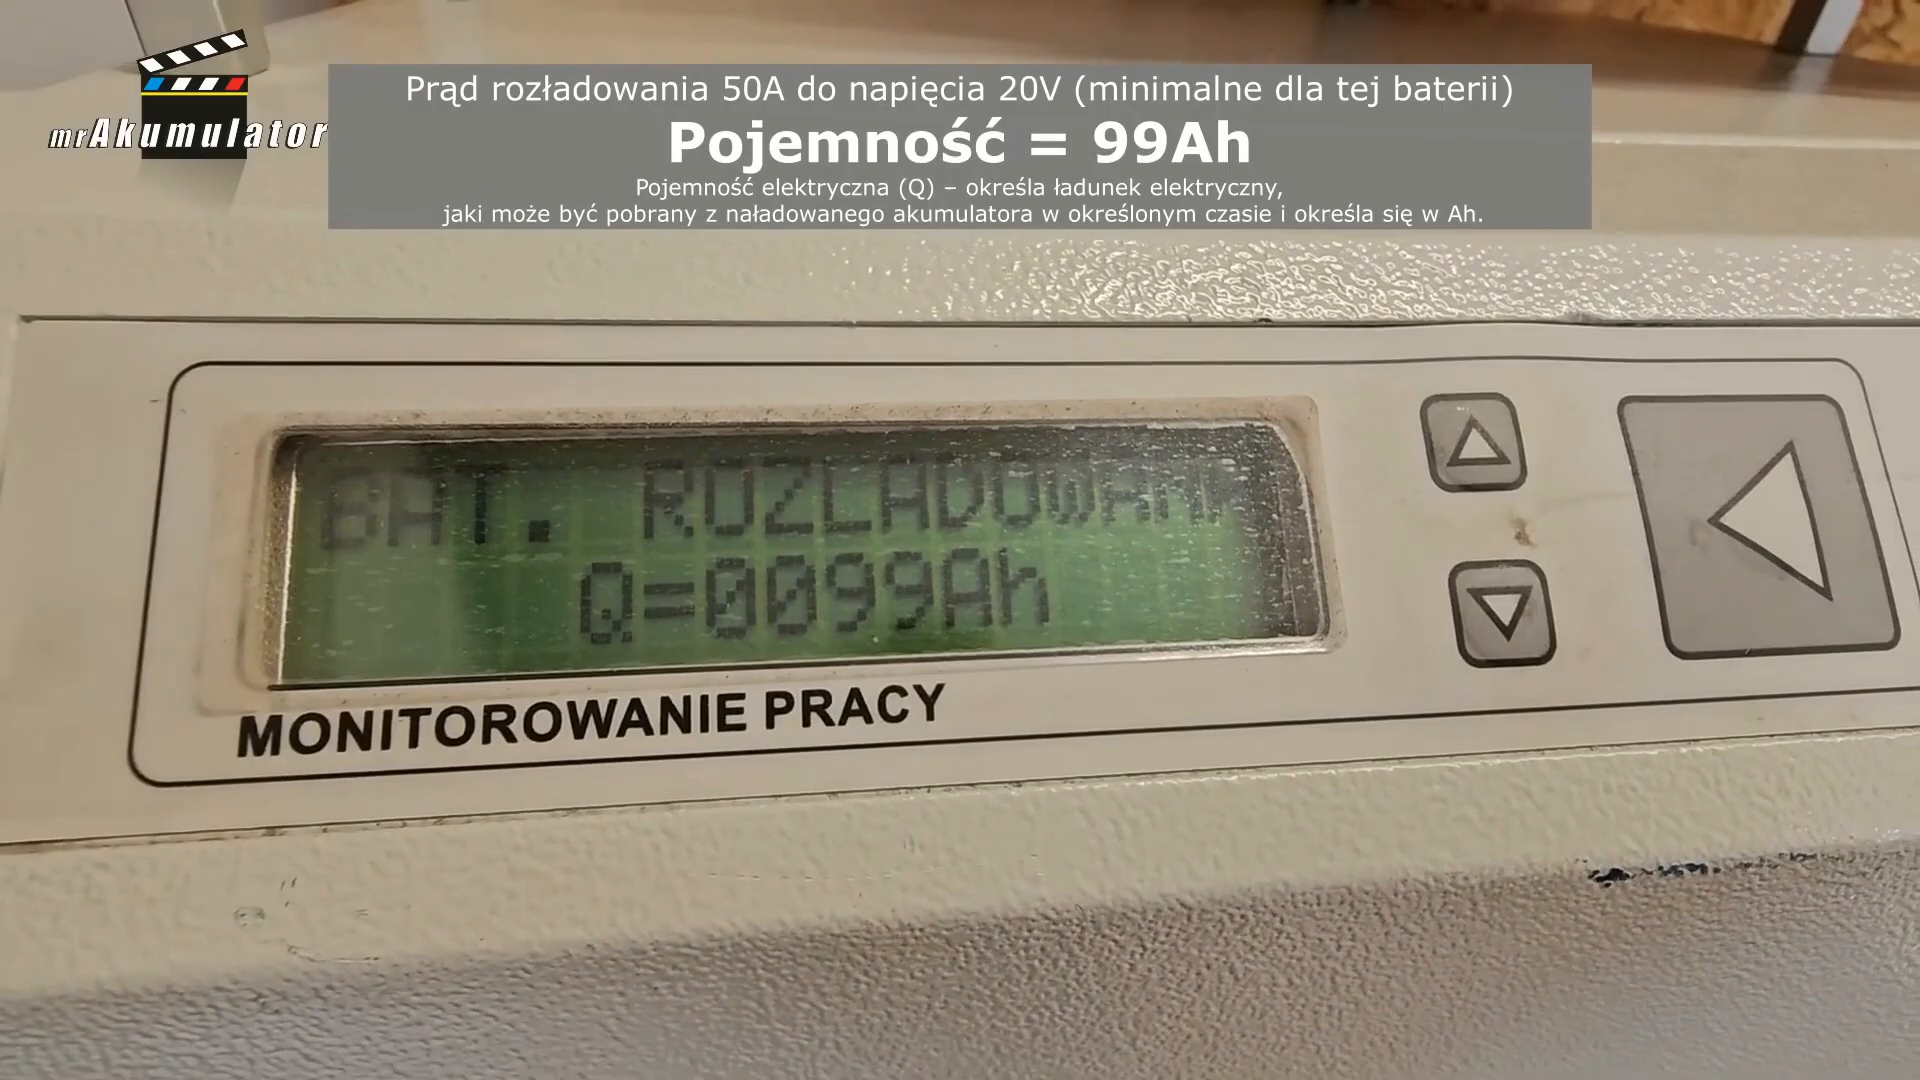 mrAkumulator
Prąd rozładowania 50A do napięcia 20V (minimalne dla tej baterii)
Pojemność = 99Ah
Pojemność elektryczna (Q) – określa ładunek elektryczny,
jaki może być pobrany z naładowanego akumulatora w określonym czasie i określa się w Ah.
BAT. ROZLADOWANA
Q=0099Ah
MONITOROWANIE PRACY